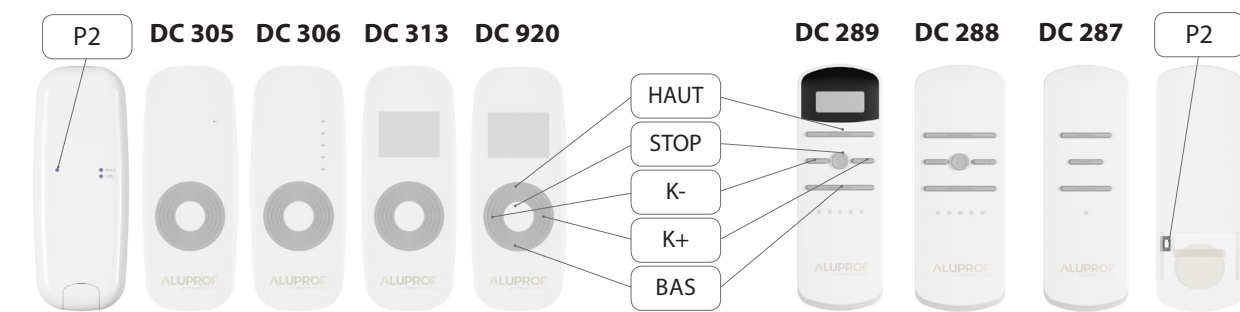 P2 DC 305 DC 306 DC 313 DC 920 DC 289 DC 288 DC 287 P2
HAUT
STOP
K-
K+
BAS
ALUPROF ALUPROF ALUPROF ALUPROF ALUPROF ALUPROF ALUPROF